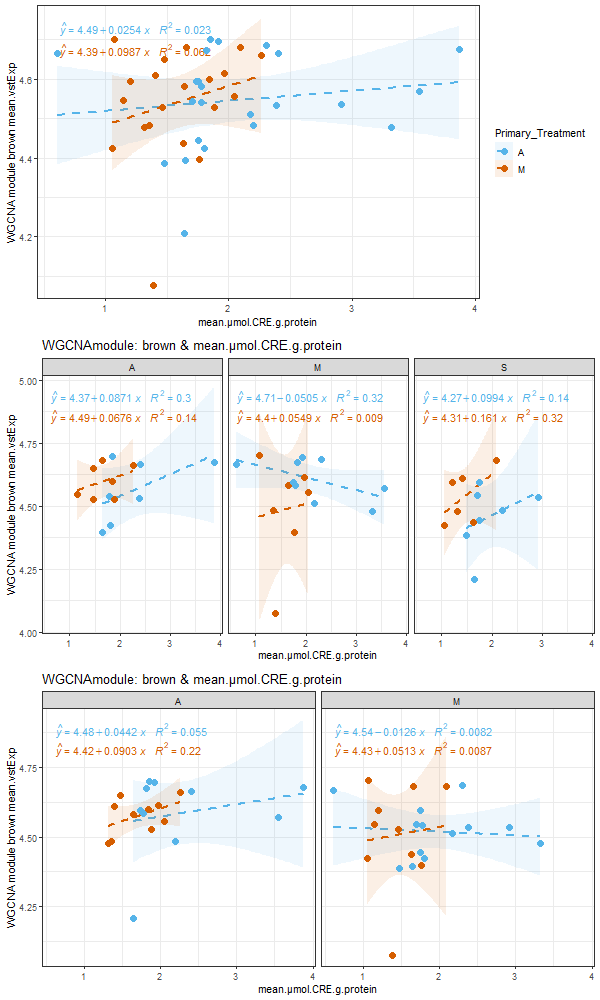 ŷ = 4.49 + 0.0254 x R² = 0.023
ŷ = 4.39 + 0.0987 x R² = 0.062
4.6
4.4
4.2
WGCNA module brown mean.vstExp
1 2 3 4
mean.µmol.CRE.g.protein
Primary_Treatment
A
M
WGCNAmodule: brown & mean.µmol.CRE.g.protein
A M S
ŷ = 4.37 + 0.0871 x R² = 0.3
ŷ = 4.49 + 0.0676 x R² = 0.14
ŷ = 4.71 − 0.0505 x R² = 0.32
ŷ = 4.4 + 0.0549 x R² = 0.009
ŷ = 4.27 + 0.0994 x R² = 0.14
ŷ = 4.31 + 0.161 x R² = 0.32
5.00
4.75
4.50
4.25
4.00
WGCNA module brown mean.vstExp
1 2 3 4 1 2 3 4 1 2 3 4
mean.µmol.CRE.g.protein
WGCNAmodule: brown & mean.µmol.CRE.g.protein
A M
ŷ = 4.48 + 0.0442 x R² = 0.055
ŷ = 4.42 + 0.0903 x R² = 0.22
ŷ = 4.54 − 0.0126 x R² = 0.0082
ŷ = 4.43 + 0.0513 x R² = 0.0087
4.75
4.50
4.25
WGCNA module brown mean.vstExp
1 2 3 4 1 2 3 4
mean.µmol.CRE.g.protein